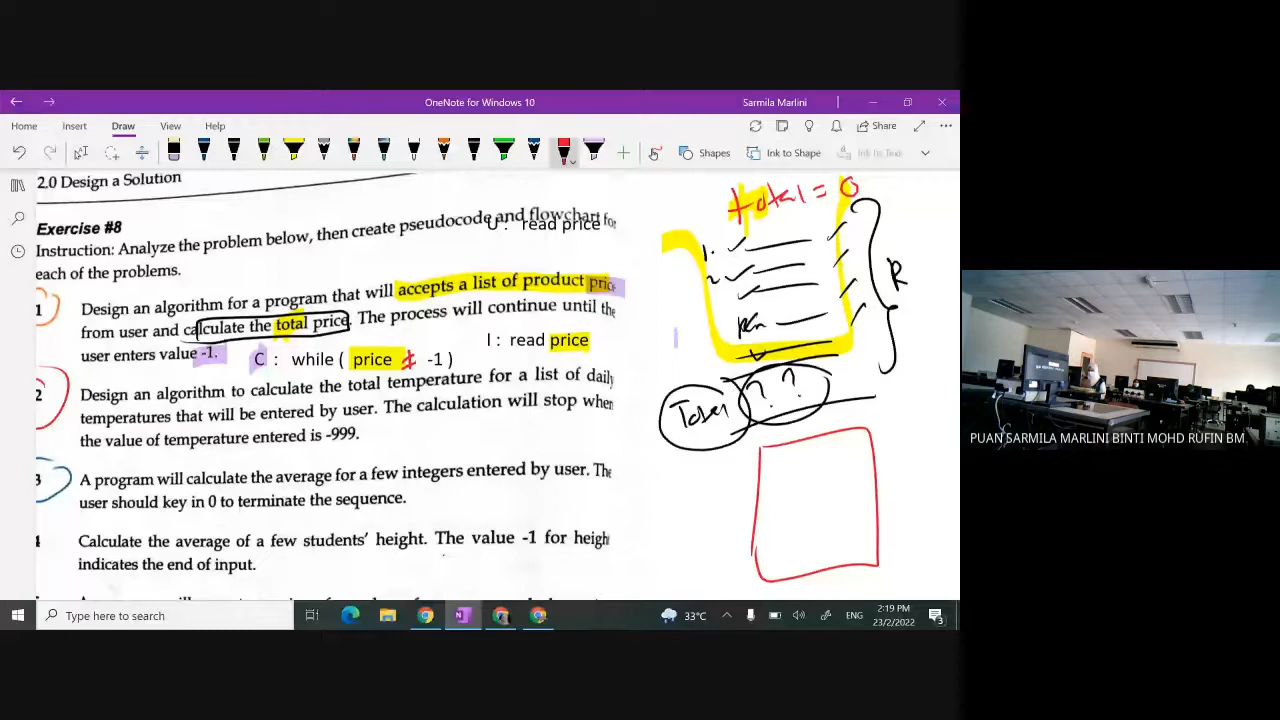 OneNote for Windows 10
Sarmila Marlini
Home Insert Draw View Help
Share
Shapes
Ink to Shape
Ink to Text
2.0 Design a Solution
Exercise #8
Instruction: Analyze the problem below, then create pseudocode and flowchart for
each of the problems.
U : read price
1 Design an algorithm for a program that will accepts a list of product price
from user and calculate the total price. The process will continue until the
user enters value -1.
C : while ( price ≠ -1 )
I : read price
2 Design an algorithm to calculate the total temperature for a list of daily
temperatures that will be entered by user. The calculation will stop when
the value of temperature entered is -999.
3 A program will calculate the average for a few integers entered by user. The
user should key in 0 to terminate the sequence.
4 Calculate the average of a few students' height. The value -1 for heigh
indicates the end of input.
total = 0
1.
2
R
Total ? ?
PUAN SARMILA MARLINI BINTI MOHD RUFIN BM...
Type here to search
33°C
ENG
2:19 PM
23/2/2022
3